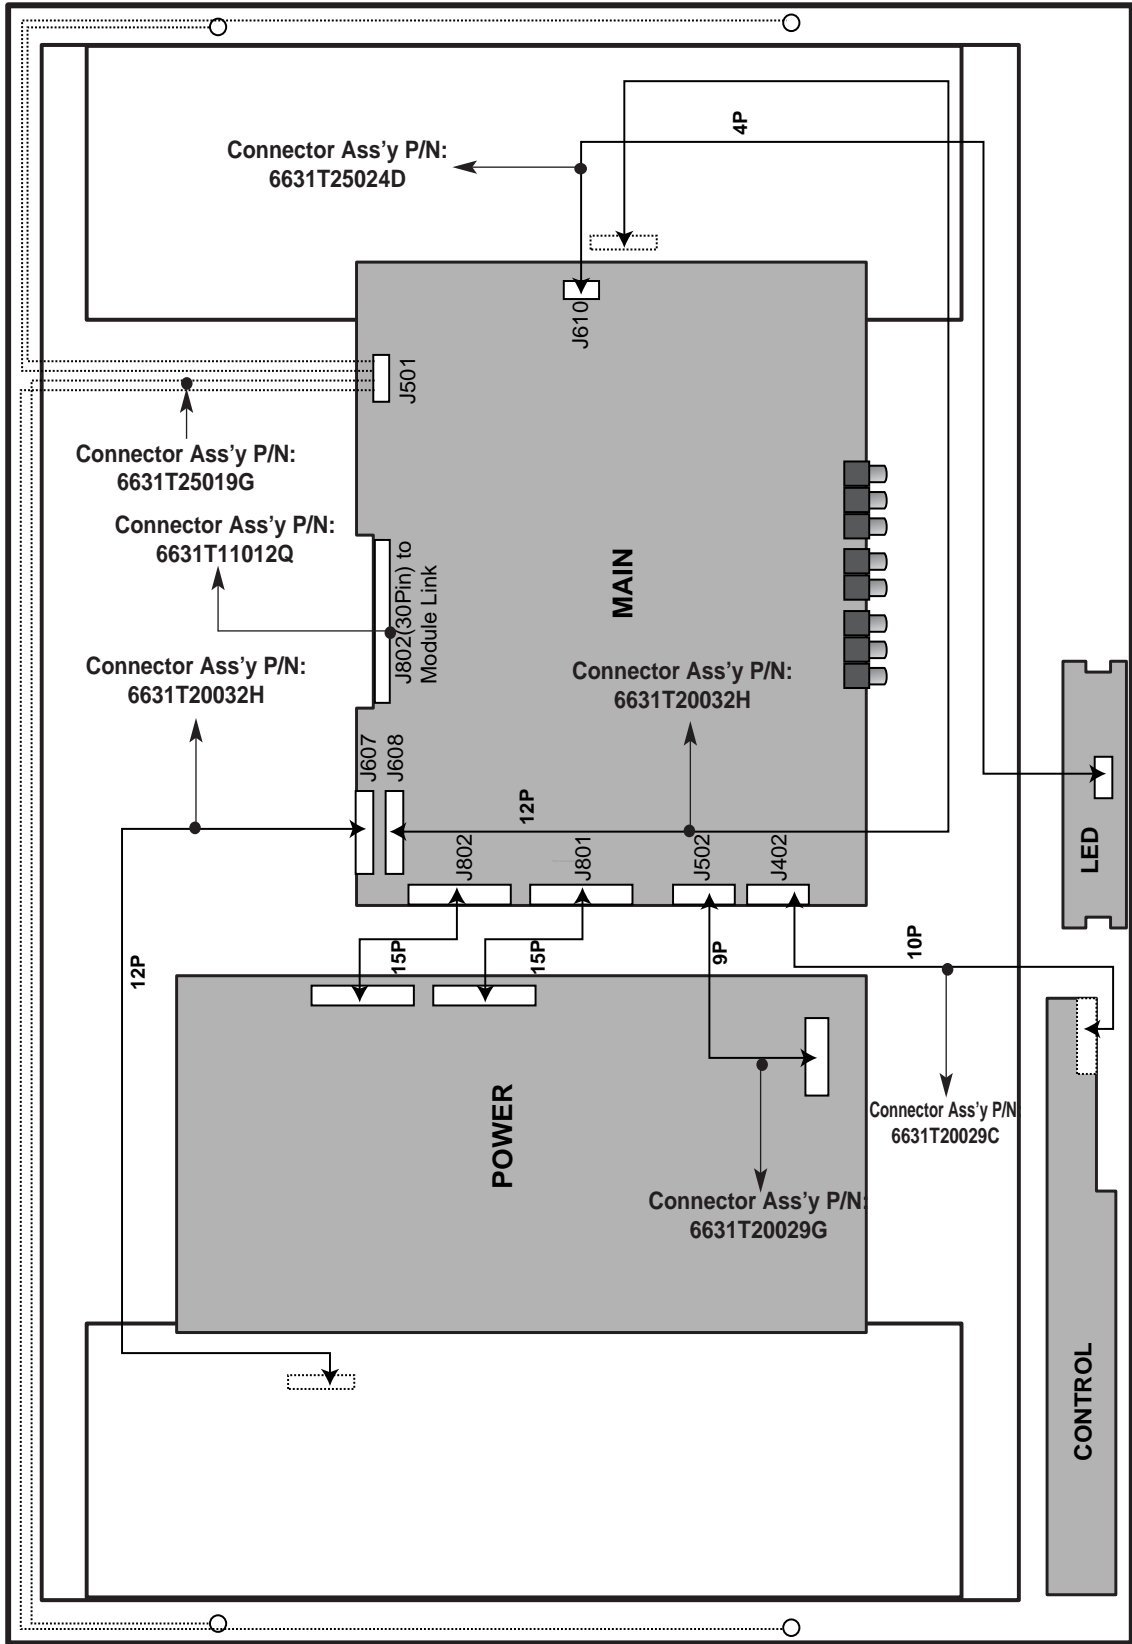 4P
Connector Ass’y P/N:
6631T25024D
J610
J501
Connector Ass’y P/N:
6631T25019G
Connector Ass’y P/N:
6631T11012Q
J802(30Pin) to
Module Link
MAIN
Connector Ass’y P/N:
6631T20032H
Connector Ass’y P/N:
6631T20032H
J607
J608
12P
J802
J801
J502
J402
LED
12P
15P
15P
9P
10P
POWER
Connector Ass’y P/N
6631T20029C
Connector Ass’y P/N:
6631T20029G
CONTROL